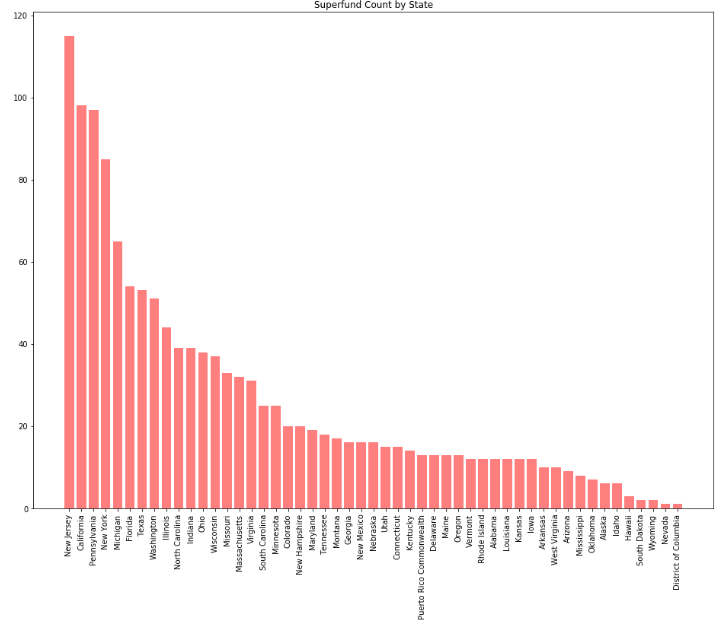 Superfund Count by State
120
100
80
60
40
20
0
New Jersey
California
Pennsylvania
New York
Michigan
Florida
Texas
Washington
Illinois
North Carolina
Indiana
Ohio
Wisconsin
Missouri
Massachusetts
Virginia
South Carolina
Minnesota
Colorado
New Hampshire
Maryland
Tennessee
Montana
Georgia
New Mexico
Nebraska
Utah
Connecticut
Kentucky
Puerto Rico Commonwealth
Delaware
Maine
Oregon
Vermont
Rhode Island
Alabama
Louisiana
Kansas
Iowa
Arkansas
West Virginia
Arizona
Mississippi
Oklahoma
Alaska
Idaho
Hawaii
South Dakota
Wyoming
Nevada
District of Columbia